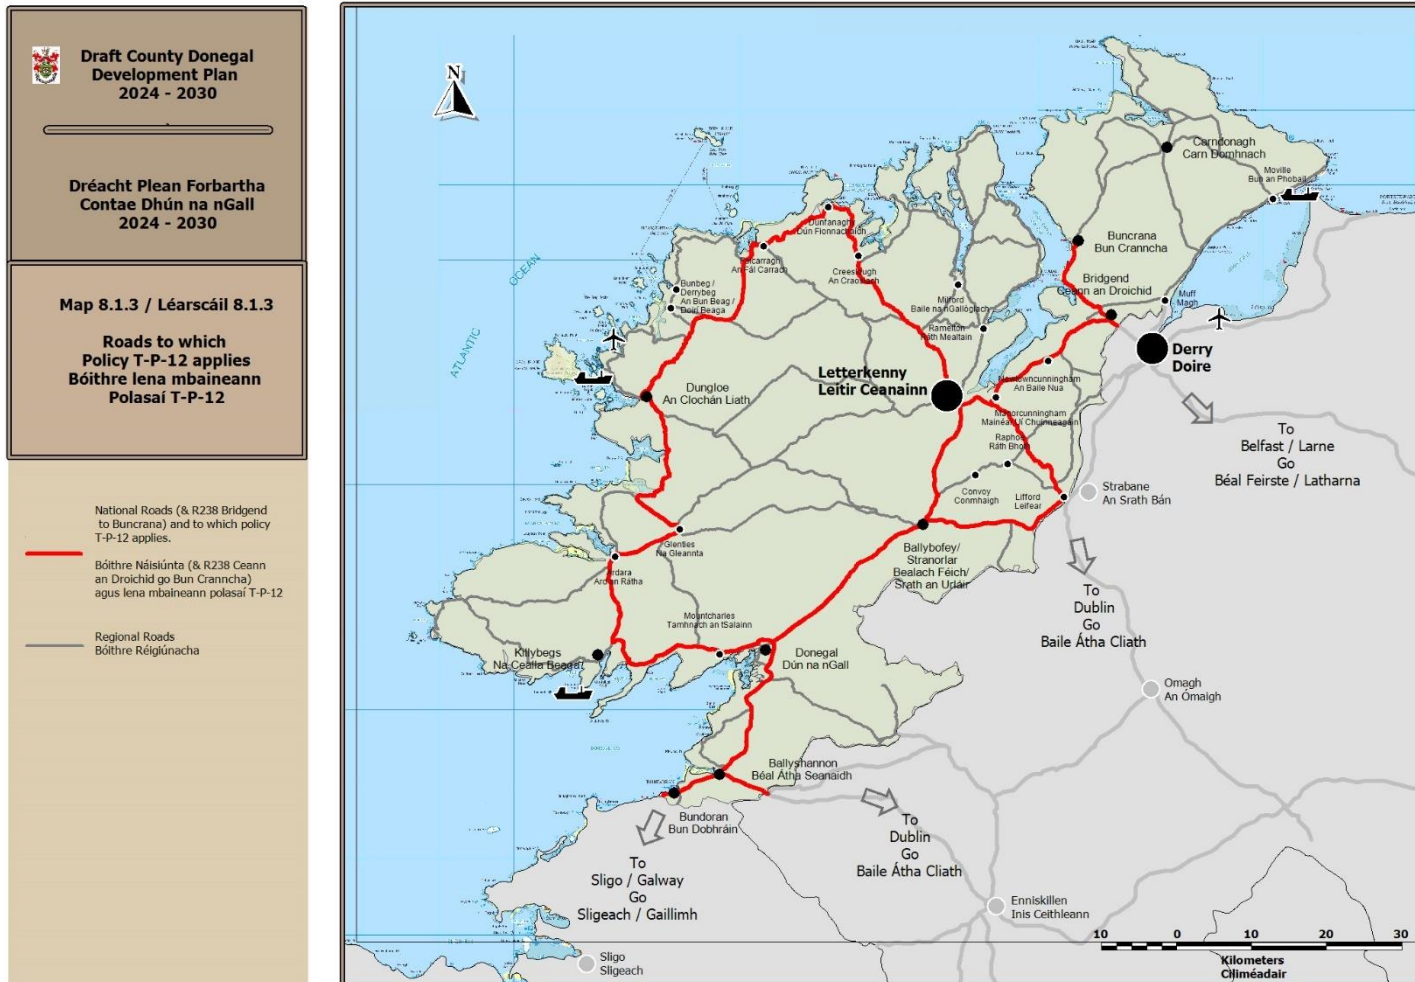 Draft County Donegal
Development Plan
2024 - 2030
Dréacht Plean Forbartha
Contae Dhún na nGall
2024 - 2030
Map 8.1.3 / Léarscáil 8.1.3
Roads to which
Policy T-P-12 applies
Bóithre lena mbaineann
Polasaí T-P-12
National Roads (& R238 Bridgend
to Buncrana) and to which policy
T-P-12 applies.
Bóithre Náisiúnta (& R238 Ceann
an Droichid go Bun Cranncha)
agus lena mbaineann polasaí T-P-12
Regional Roads
Bóithre Réigiúnacha
N
ATLANTIC
OCEAN
Carndonagh
Carn Domhnach
Moville
Bun an Phobail
Buncrana
Bun Cranncha
Bridgend
Ceann an Droichid
Muff
Magh
Derry
Doire
Dunfanaghy
Dún Fionnachaidh
Falcarragh
An Fál Carrach
Creeslough
An Craoslach
Bunbeg /
Derrybeg
An Bun Beag /
Doirí Beaga
Milford
Baile na nGallóglach
Ramelton
Ráth Mealtain
Letterkenny
Leitir Ceanainn
Newtowncunningham
An Baile Nua
Manorcunningham
Mainéar Uí Chuinneagáin
Dungloe
An Clochán Liath
Raphoe
Ráth Bhoth
Convoy
Conmhaigh
Lifford
Leifear
Strabane
An Srath Bán
To
Belfast / Larne
Go
Béal Feirste / Latharna
Glenties
Na Gleannta
Ardara
Ard an Rátha
Ballybofey/
Stranorlar
Bealach Féich/
Srath an Urláir
To
Dublin
Go
Baile Átha Cliath
Mountcharles
Tamhnach an tSalainn
Killybegs
Na Cealla Beaga
Donegal
Dún na nGall
Omagh
An Ómaigh
Ballyshannon
Béal Átha Seanaidh
Bundoran
Bun Dobhráin
To
Dublin
Go
Baile Átha Cliath
To
Sligo / Galway
Go
Sligeach / Gaillimh
Enniskillen
Inis Ceithleann
Sligo
Sligeach
10 0 10 20 30
Kilometers
Ciliméadair